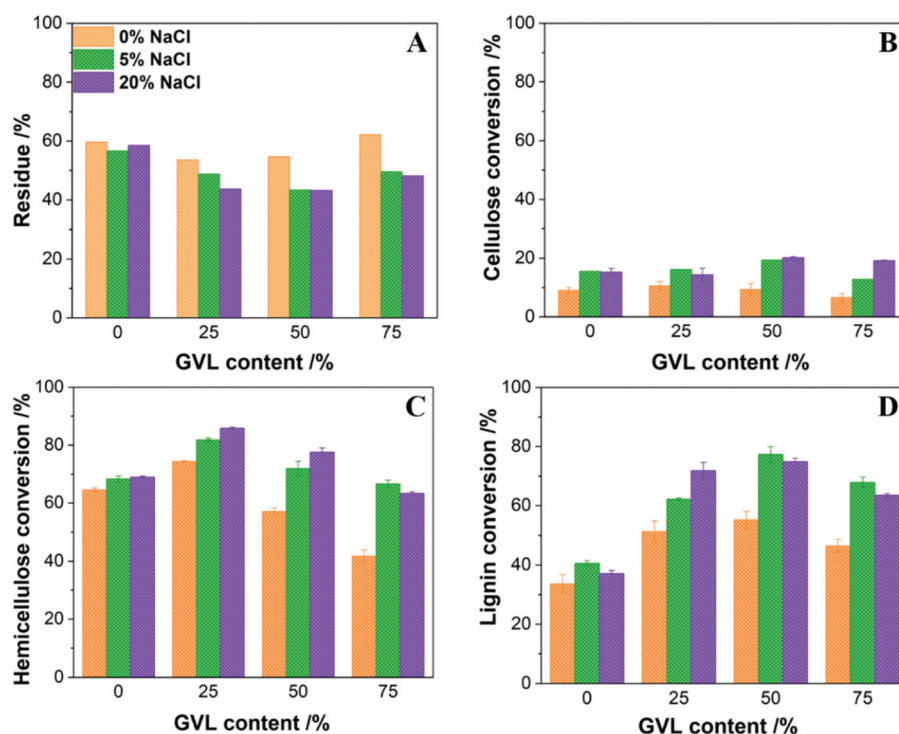 A
0% NaCl
5% NaCl
20% NaCl
Residue /%
100
80
60
40
20
0
0 25 50 75
GVL content /%
B
Cellulose conversion /%
100
80
60
40
20
0
0 25 50 75
GVL content /%
C
Hemicellulose conversion /%
100
80
60
40
20
0
0 25 50 75
GVL content /%
D
Lignin conversion /%
100
80
60
40
20
0
0 25 50 75
GVL content /%